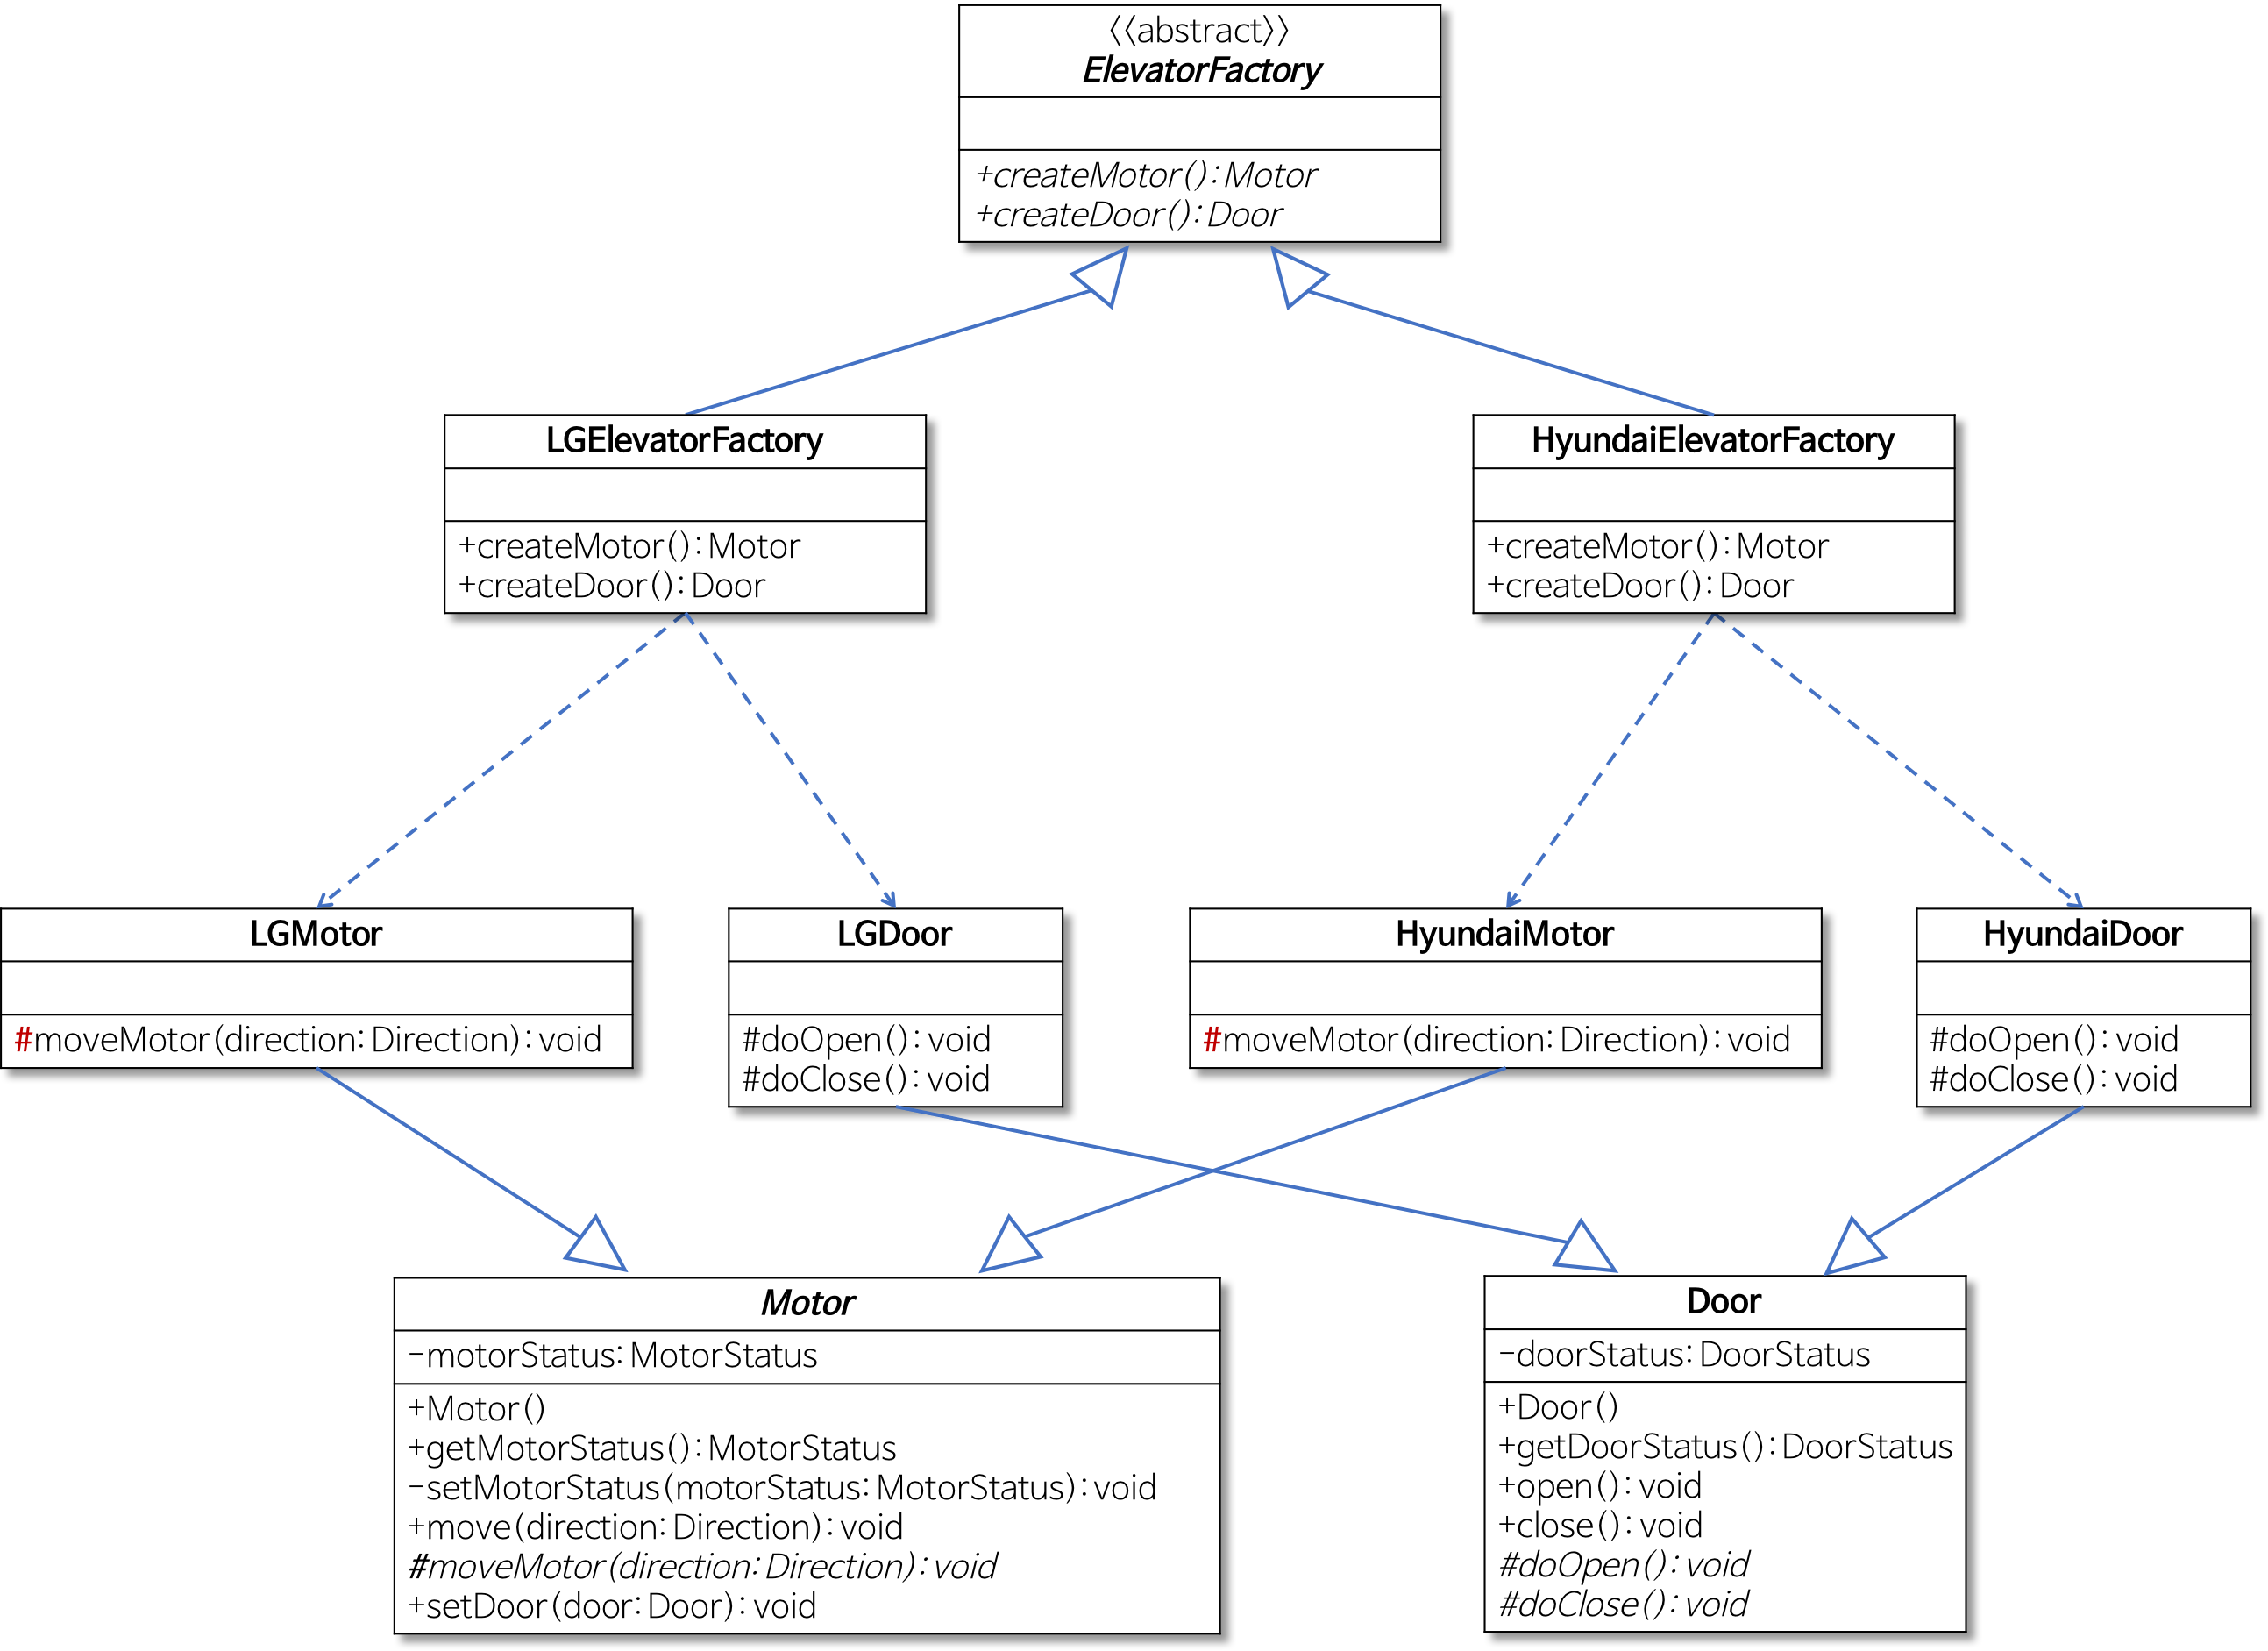 〈〈abstract〉〉
ElevatorFactory
+createMotor():Motor
+createDoor():Door
LGElevatorFactory
+createMotor():Motor
+createDoor():Door
HyundaiElevatorFactory
+createMotor():Motor
+createDoor():Door
LGMotor
#moveMotor(direction:Direction):void
LGDoor
#doOpen():void
#doClose():void
HyundaiMotor
#moveMotor(direction:Direction):void
HyundaiDoor
#doOpen():void
#doClose():void
Motor
-motorStatus:MotorStatus
+Motor()
+getMotorStatus():MotorStatus
-setMotorStatus(motorStatus:MotorStatus):void
+move(direction:Direction):void
#moveMotor(direction:Direction):void
+setDoor(door:Door):void
Door
-doorStatus:DoorStatus
+Door()
+getDoorStatus():DoorStatus
+open():void
+close():void
#doOpen():void
#doClose():void